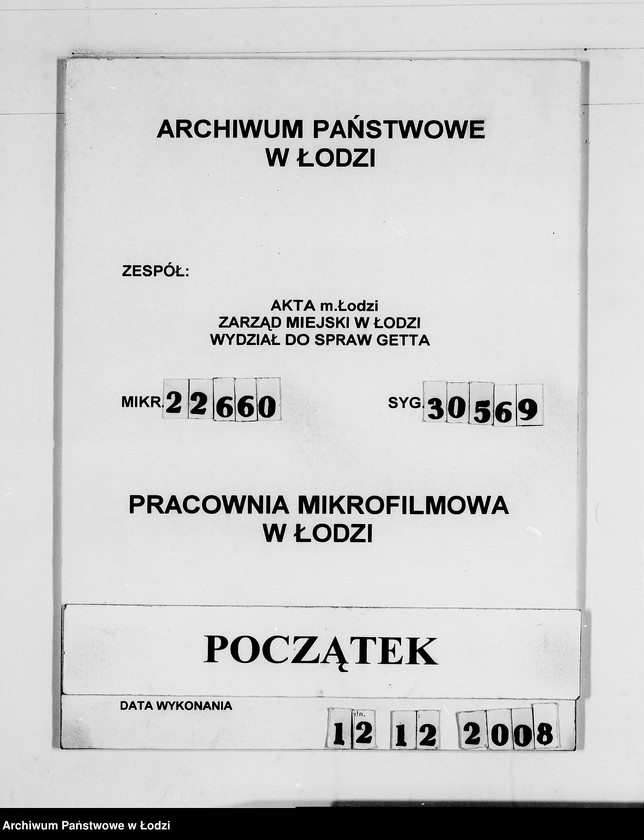 ARCHIWUM PAŃSTWOWE
W ŁODZI
ZESPÓŁ:
AKTA m.Łodzi
ZARZĄD MIEJSKI W ŁODZI
WYDZIAŁ DO SPRAW GETTA
MIKR. 22660 SYG. 30569
PRACOWNIA MIKROFILMOWA
W ŁODZI
POCZĄTEK
DATA WYKONANIA
12 12 2008
Archiwum Państwowe w Łodzi